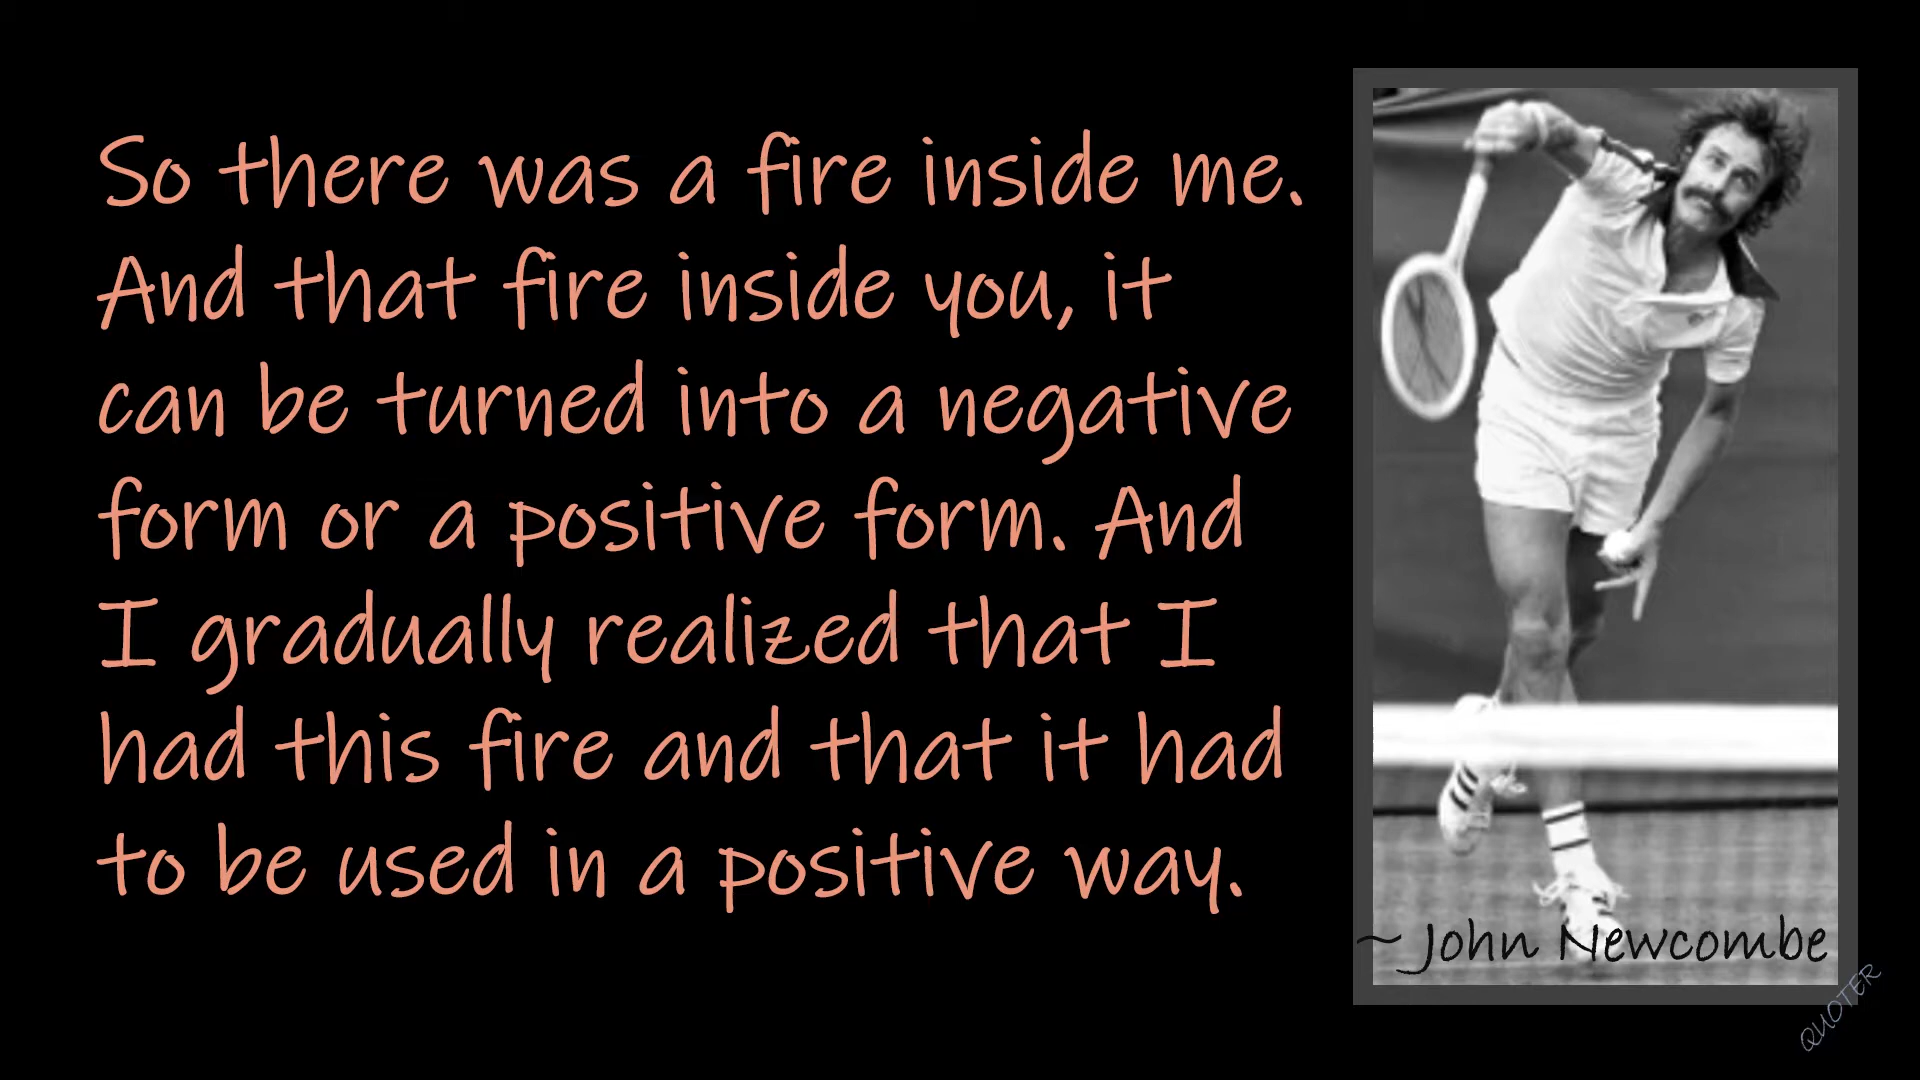 So there was a fire inside me.
And that fire inside you, it
can be turned into a negative
form or a positive form. And
I gradually realized that I
had this fire and that it had
to be used in a positive way.
~ John Newcombe
QUOTER